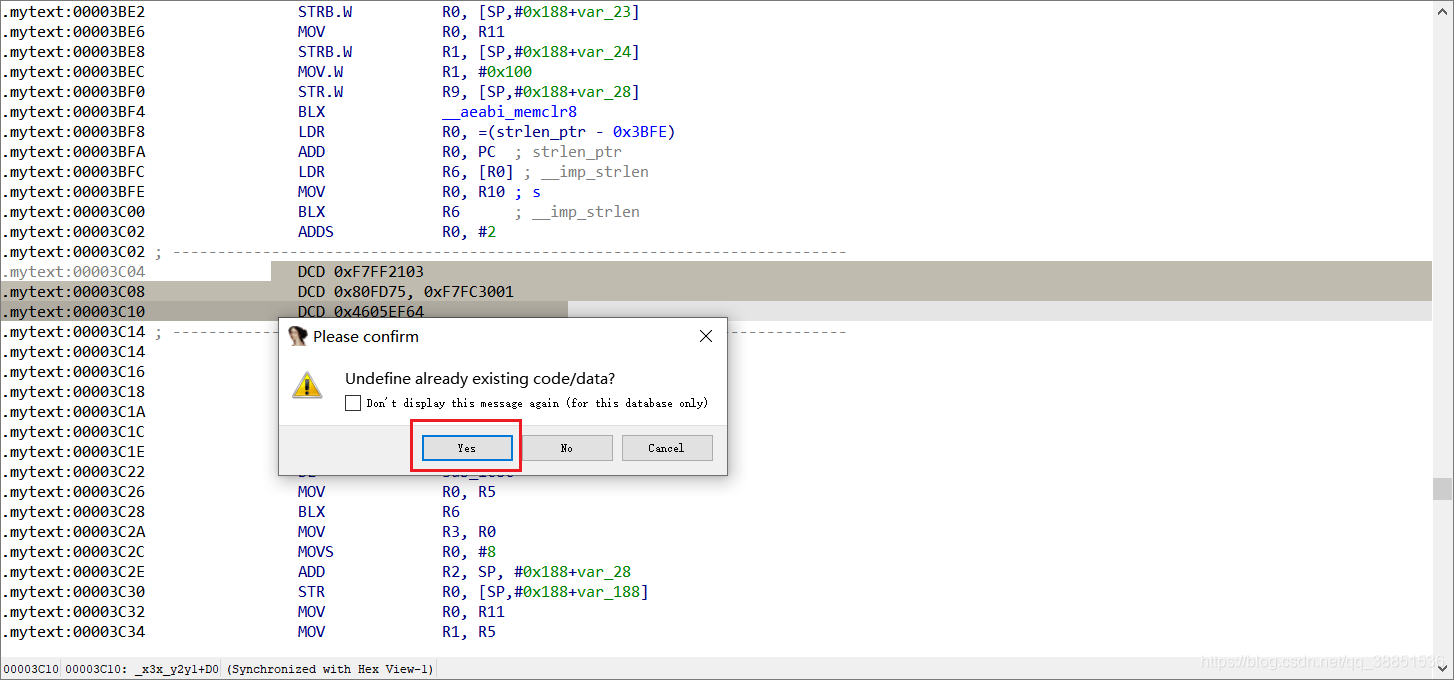 .mytext:00003BE2 STRB.W R0, [SP,#0x188+var_23]
.mytext:00003BE6 MOV R0, R11
.mytext:00003BE8 STRB.W R1, [SP,#0x188+var_24]
.mytext:00003BEC MOV.W R1, #0x100
.mytext:00003BF0 STR.W R9, [SP,#0x188+var_28]
.mytext:00003BF4 BLX __aeabi_memclr8
.mytext:00003BF8 LDR R0, =(strlen_ptr - 0x3BFE)
.mytext:00003BFA ADD R0, PC ; strlen_ptr
.mytext:00003BFC LDR R6, [R0] ; __imp_strlen
.mytext:00003BFE MOV R0, R10 ; s
.mytext:00003C00 BLX R6 ; __imp_strlen
.mytext:00003C02 ADDS R0, #2
.mytext:00003C02 ; ---------------------------------------------------------------------------
.mytext:00003C04 DCD 0xF7FF2103
.mytext:00003C08 DCD 0x80FD75, 0xF7FC3001
.mytext:00003C10 DCD 0x4605EF64
.mytext:00003C14 ; ---------------------------------------------------------------------------
.mytext:00003C14
.mytext:00003C16
.mytext:00003C18
.mytext:00003C1A
.mytext:00003C1C
.mytext:00003C1E
.mytext:00003C22
.mytext:00003C26 MOV R0, R5
.mytext:00003C28 BLX R6
.mytext:00003C2A MOV R3, R0
.mytext:00003C2C MOVS R0, #8
.mytext:00003C2E ADD R2, SP, #0x188+var_28
.mytext:00003C30 STR R0, [SP,#0x188+var_188]
.mytext:00003C32 MOV R0, R11
.mytext:00003C34 MOV R1, R5
Please confirm
Undefine already existing code/data?
Don't display this message again (for this database only)
Yes No Cancel
00003C10 00003C10: _x3x_y2yl+D0 (Synchronized with Hex View-1)